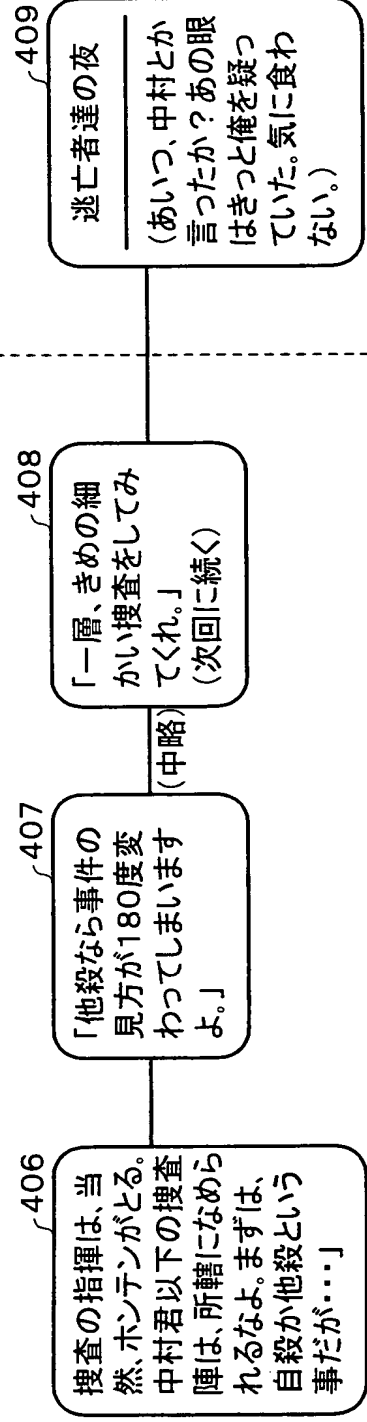 406
捜査の指揮は、当
然、ホンテンがとる。
中村君以下の捜査
陣は、所轄になめら
れるなよ。まずは、
自殺か他殺という
事だが・・・」
407
「他殺なら事件の
見方が180度変
わってしまいます
よ。」
(中略)
408
「一層、きめの細
かい捜査をしてみ
てくれ。」
(次回に続く)
409
逃亡者達の夜
(あいつ、中村とか
言ったか?あの眼
はきっと俺を疑っ
ていた。気に食わ
ない。)